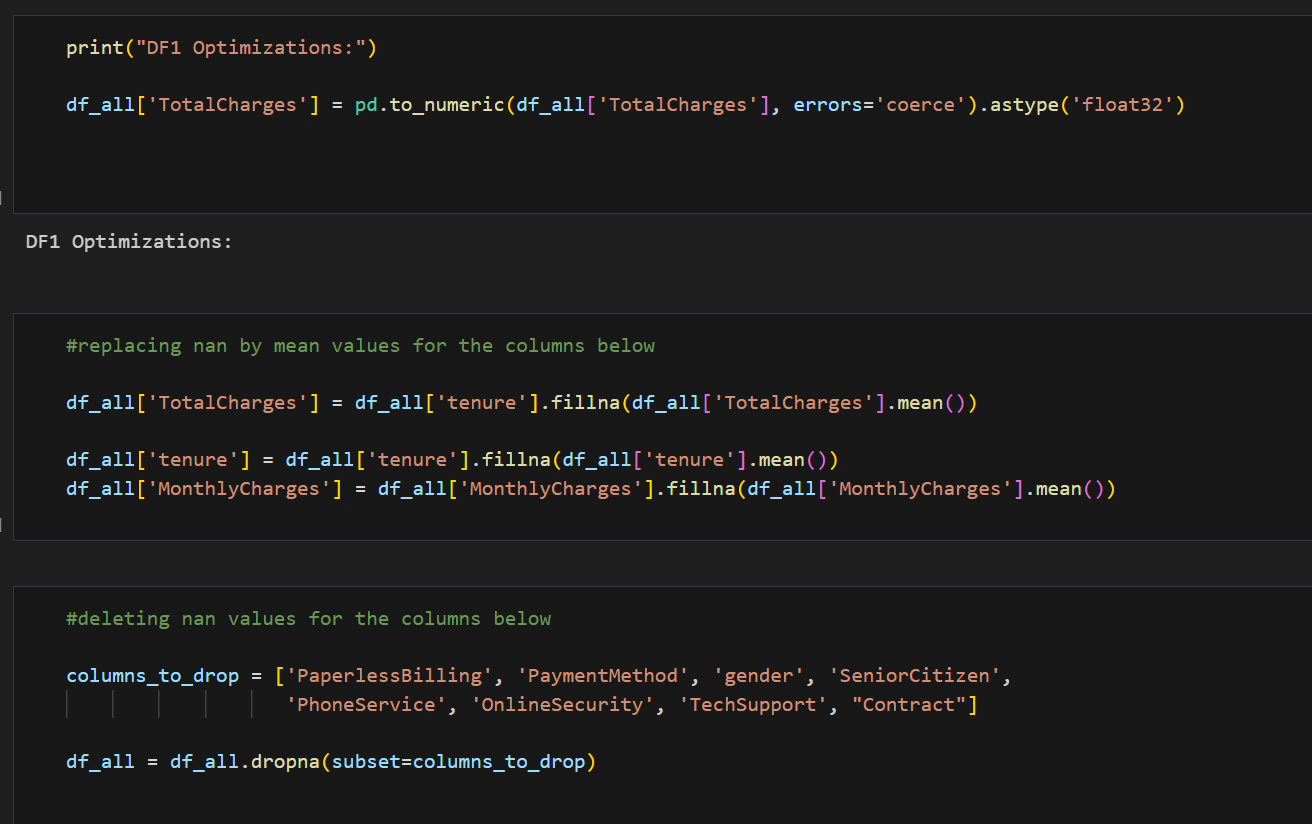 print("DF1 Optimizations:")
df_all['TotalCharges'] = pd.to_numeric(df_all['TotalCharges'], errors='coerce').astype('float32')
DF1 Optimizations:
#replacing nan by mean values for the columns below
df_all['TotalCharges'] = df_all['tenure'].fillna(df_all['TotalCharges'].mean())
df_all['tenure'] = df_all['tenure'].fillna(df_all['tenure'].mean())
df_all['MonthlyCharges'] = df_all['MonthlyCharges'].fillna(df_all['MonthlyCharges'].mean())
#deleting nan values for the columns below
columns_to_drop = ['PaperlessBilling', 'PaymentMethod', 'gender', 'SeniorCitizen',
'PhoneService', 'OnlineSecurity', 'TechSupport', "Contract"]
df_all = df_all.dropna(subset=columns_to_drop)